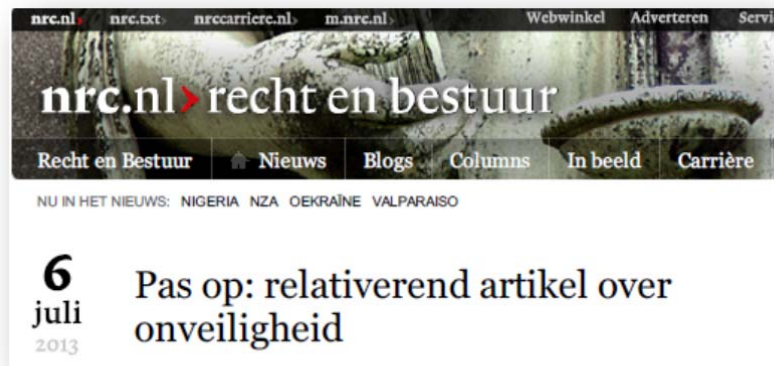 nrc.nl> nrc.txt> nrccarriere.nl> m.nrc.nl> Webwinkel Adverteren
nrc.nl>recht en bestuur
Recht en Bestuur Nieuws Blogs Columns In beeld Carrière
NU IN HET NIEUWS: NIGERIA NZA OEKRAÏNE VALPARAISO
6
juli
2013
Pas op: relativerend artikel over
onveiligheid